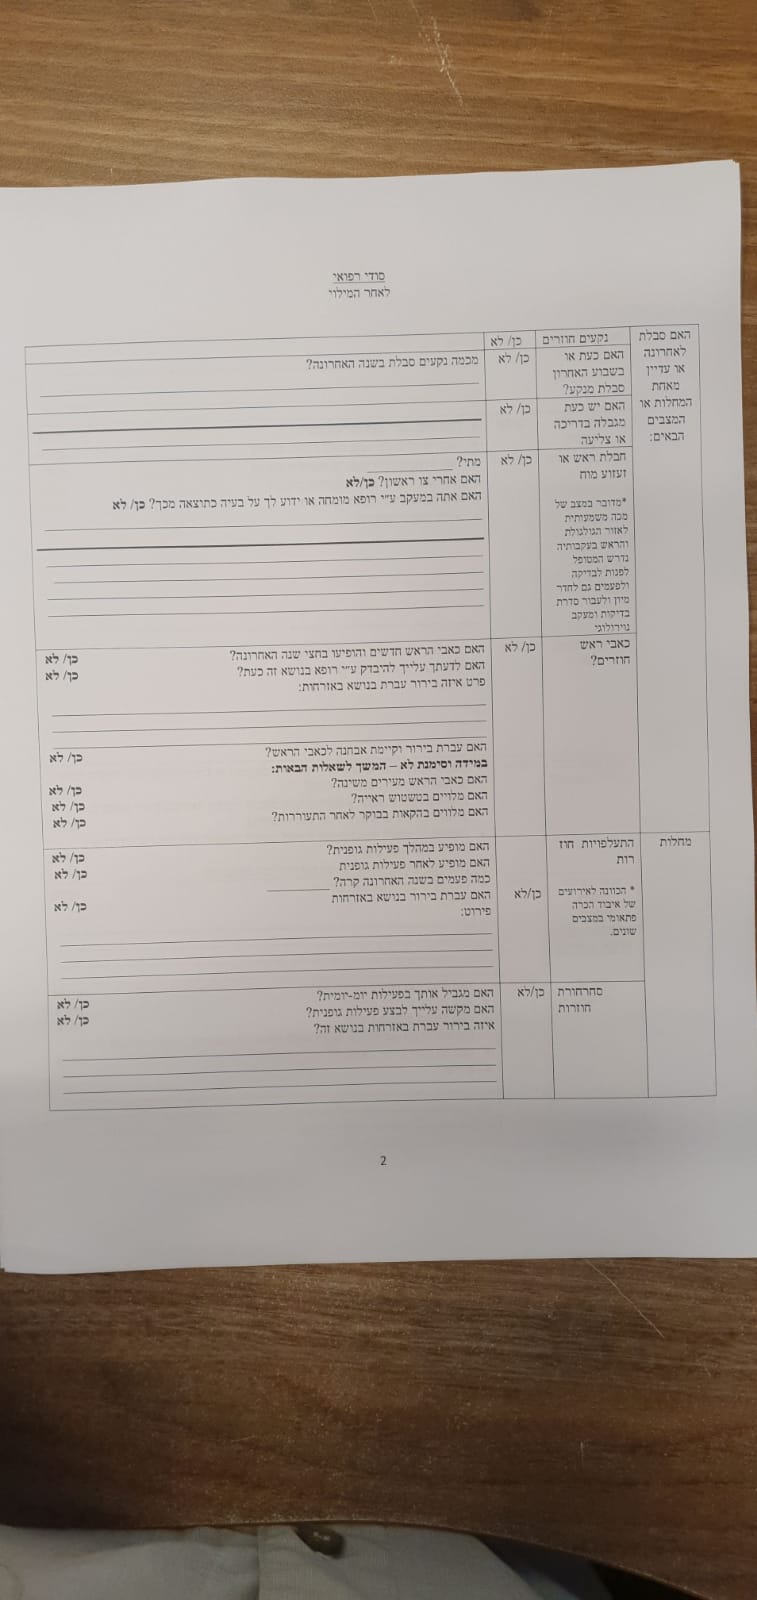 סודי רפואי
לאחר המילוי
האם סבלת
לאחרונה
או עדיין
מאחת
המחלות או
המצבים
הבאים:
נקעים חוזרים
כן/ לא
האם כעת או
בשבוע האחרון
סבלת מנקע?
כן/ לא
מכמה נקעים סבלת בשנה האחרונה?
האם יש כעת
מגבלה בדריכה
או צליעה
כן/ לא
חבלת ראש או
זעזוע מוח
*מדובר במצב של
מכה משמעותית
לאזור הגולגולת
והראש בעקבותיה
נדרש המטופל
לפנות לבדיקה
ולפעמים גם לחדר
מיון ולעבור סדרת
בדיקות ומעקב
נוירולוגי
כן/ לא
מתי? ____________
האם אחרי צו ראשון? כן/לא
האם אתה במעקב ע״י רופא מומחה או ידוע לך על בעיה כתוצאה מכך? כן/ לא
כאבי ראש
חוזרים?
כן/ לא
האם כאבי הראש חדשים והופיעו בחצי שנה האחרונה? כן/ לא
האם לדעתך עלייך להיבדק ע״י רופא בנושא זה כעת? כן/ לא
פרט איזה בירור עברת בנושא באזרחות:
האם עברת בירור וקיימת אבחנה לכאבי הראש? כן/ לא
במידה וסימנת לא – המשך לשאלות הבאות:
האם כאבי הראש מעירים משינה? כן/ לא
האם מלויים בטשטוש ראייה? כן/ לא
האם מלווים בהקאות בבוקר לאחר התעוררות? כן/ לא
מחלות
התעלפויות חוז
רות
* הכוונה לאירועים
של איבוד הכרה
פתאומי במצבים
שונים.
כן/לא
האם מופיע במהלך פעילות גופנית? כן/ לא
האם מופיע לאחר פעילות גופנית כן/ לא
כמה פעמים בשנה האחרונה קרה? _________
האם עברת בירור בנושא באזרחות כן/ לא
פירוט:
סחרחורת
חוזרות
כן/לא
האם מגביל אותך בפעילות יומ-יומית? כן/ לא
האם מקשה עלייך לבצע פעילות גופנית? כן/ לא
איזה בירור עברת באזרחות בנושא זה?
2